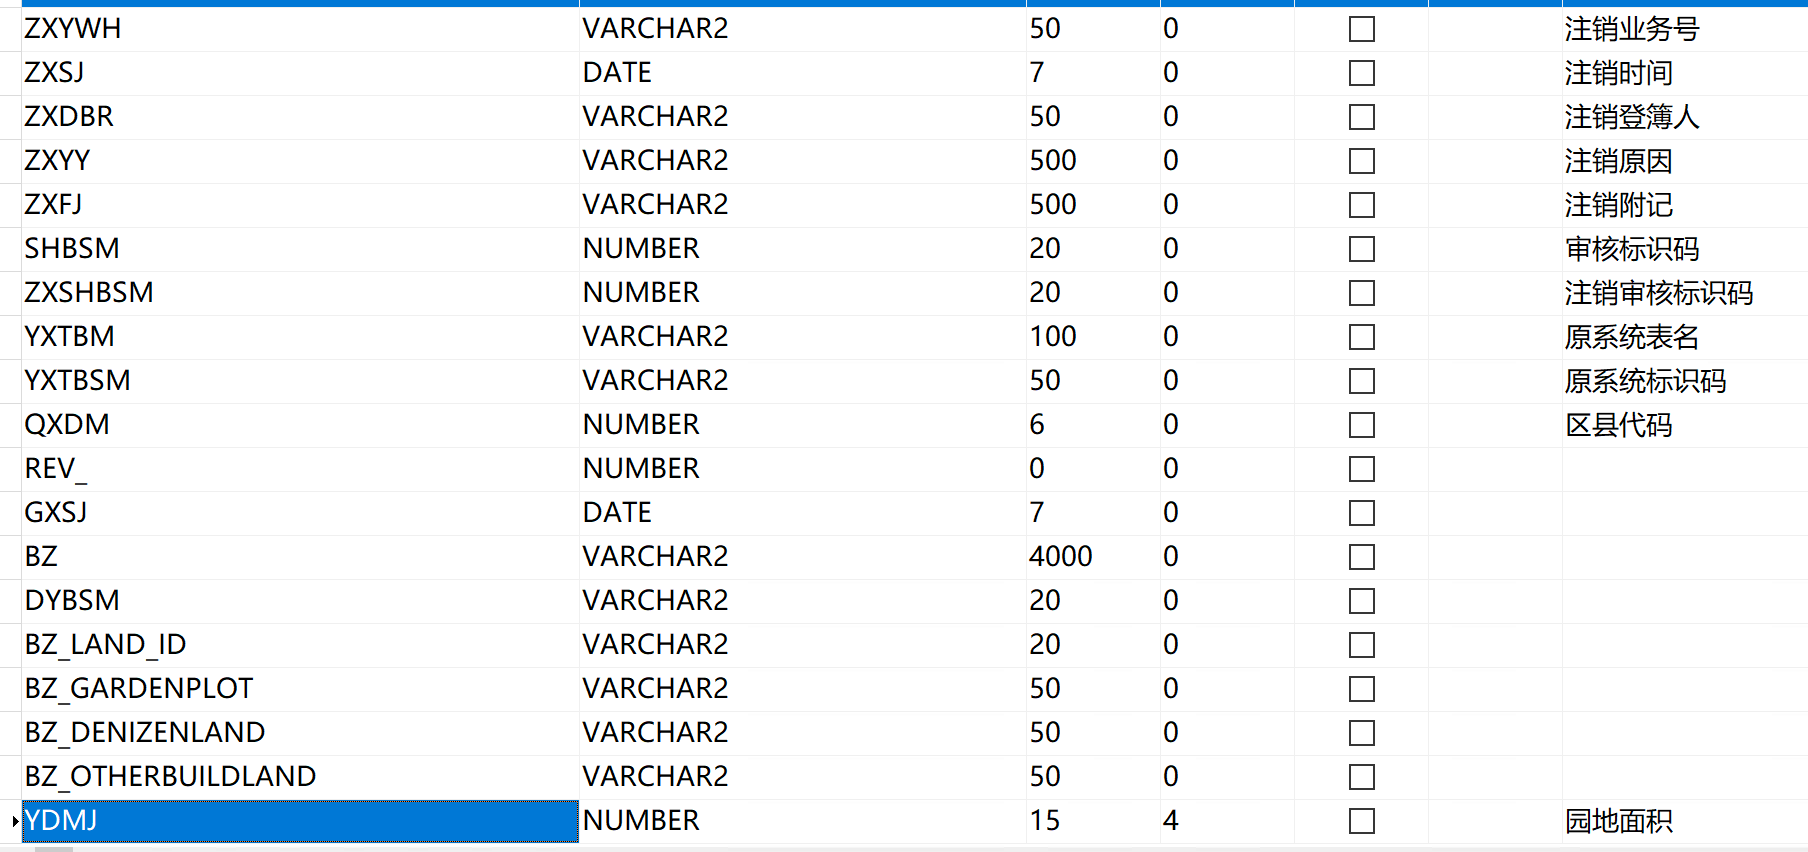 ZXYWH VARCHAR2 50 0 注销业务号
ZXSJ DATE 7 0 注销时间
ZXDBR VARCHAR2 50 0 注销登簿人
ZXYY VARCHAR2 500 0 注销原因
ZXFJ VARCHAR2 500 0 注销附记
SHBSM NUMBER 20 0 审核标识码
ZXSHBSM NUMBER 20 0 注销审核标识码
YXTBM VARCHAR2 100 0 原系统表名
YXTBSM VARCHAR2 50 0 原系统标识码
QXDM NUMBER 6 0 区县代码
REV_ NUMBER 0 0
GXSJ DATE 7 0
BZ VARCHAR2 4000 0
DYBSM VARCHAR2 20 0
BZ_LAND_ID VARCHAR2 20 0
BZ_GARDENPLOT VARCHAR2 50 0
BZ_DENIZENLAND VARCHAR2 50 0
BZ_OTHERBUILDLAND VARCHAR2 50 0
YDMJ NUMBER 15 4 园地面积